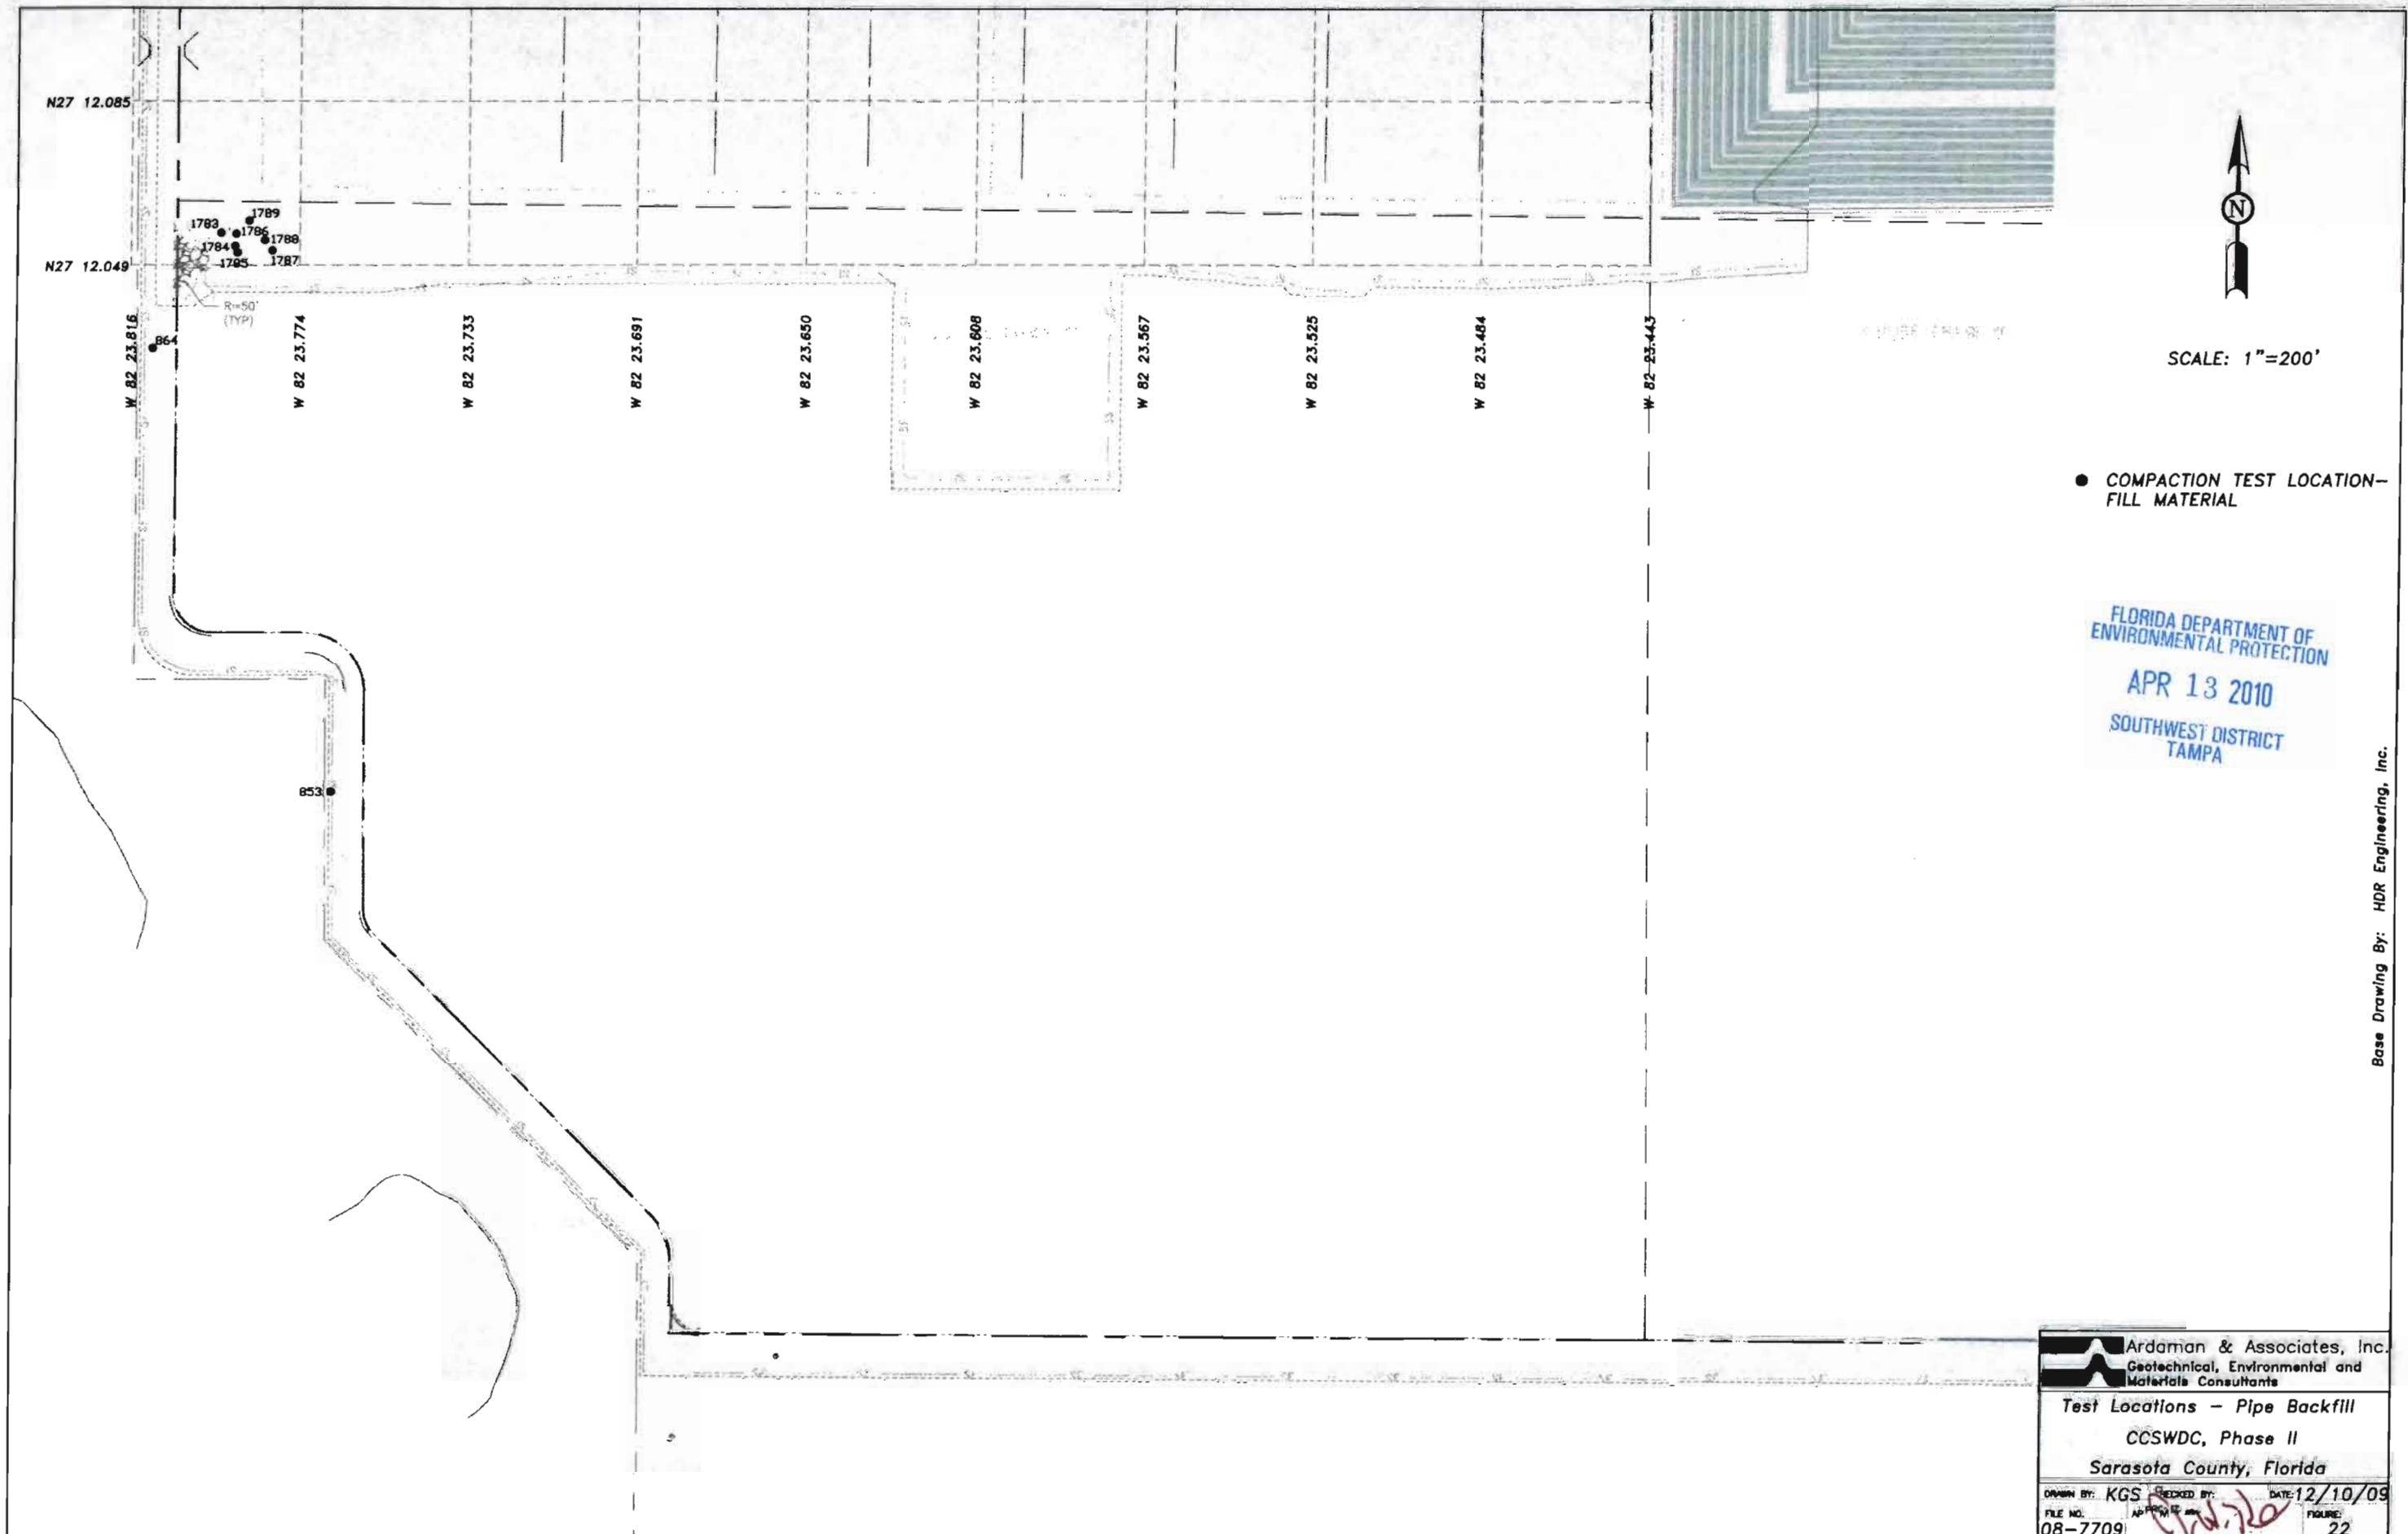 N27 12.085
1789
1783
1786
1788
1784
1785
1787
N27 12.049
R=50'
(TYP)
864
W 82 23.816
W 82 23.774
W 82 23.733
W 82 23.691
W 82 23.650
W 82 23.608
W 82 23.567
W 82 23.525
W 82 23.484
W 82 23.443
N
SCALE: 1"=200'
● COMPACTION TEST LOCATION-
FILL MATERIAL
FLORIDA DEPARTMENT OF
ENVIRONMENTAL PROTECTION
APR 13 2010
SOUTHWEST DISTRICT
TAMPA
853
Base Drawing By: HDR Engineering, Inc.
Ardaman & Associates, Inc.
Geotechnical, Environmental and
Materials Consultants
Test Locations - Pipe Backfill
CCSWDC, Phase II
Sarasota County, Florida
DRAWN BY: KGS CHECKED BY: DATE: 12/10/09
FILE NO. FIGURE:
08-7709 22